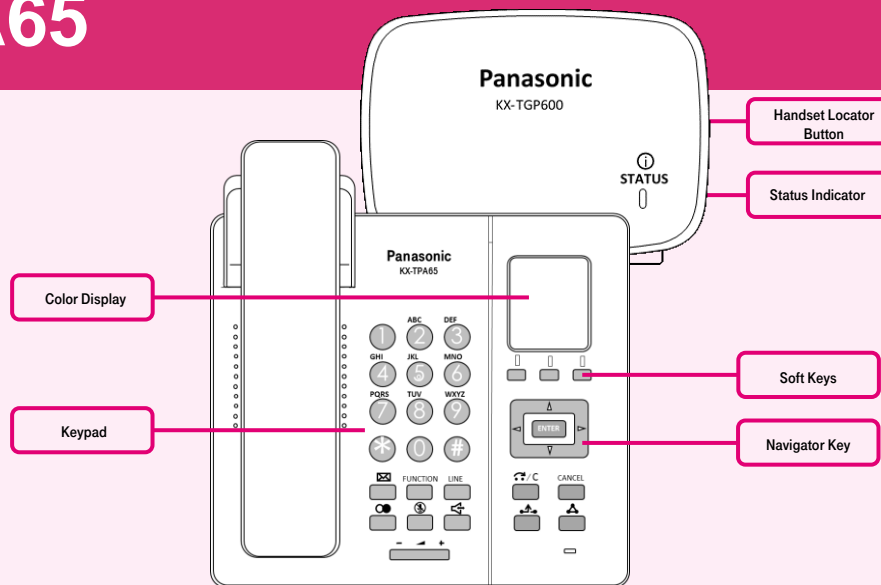 A65
Panasonic
KX-TGP600
Handset Locator
Button
STATUS
Status Indicator
Panasonic
KX-TPA65
Color Display
ABC DEF
1 2 3
GHI JKL MNO
4 5 6
Soft Keys
PQRS TUV WXYZ
7 8 9
Keypad
ENTER
Navigator Key
* 0 #
FUNCTION LINE
/C CANCEL
- +